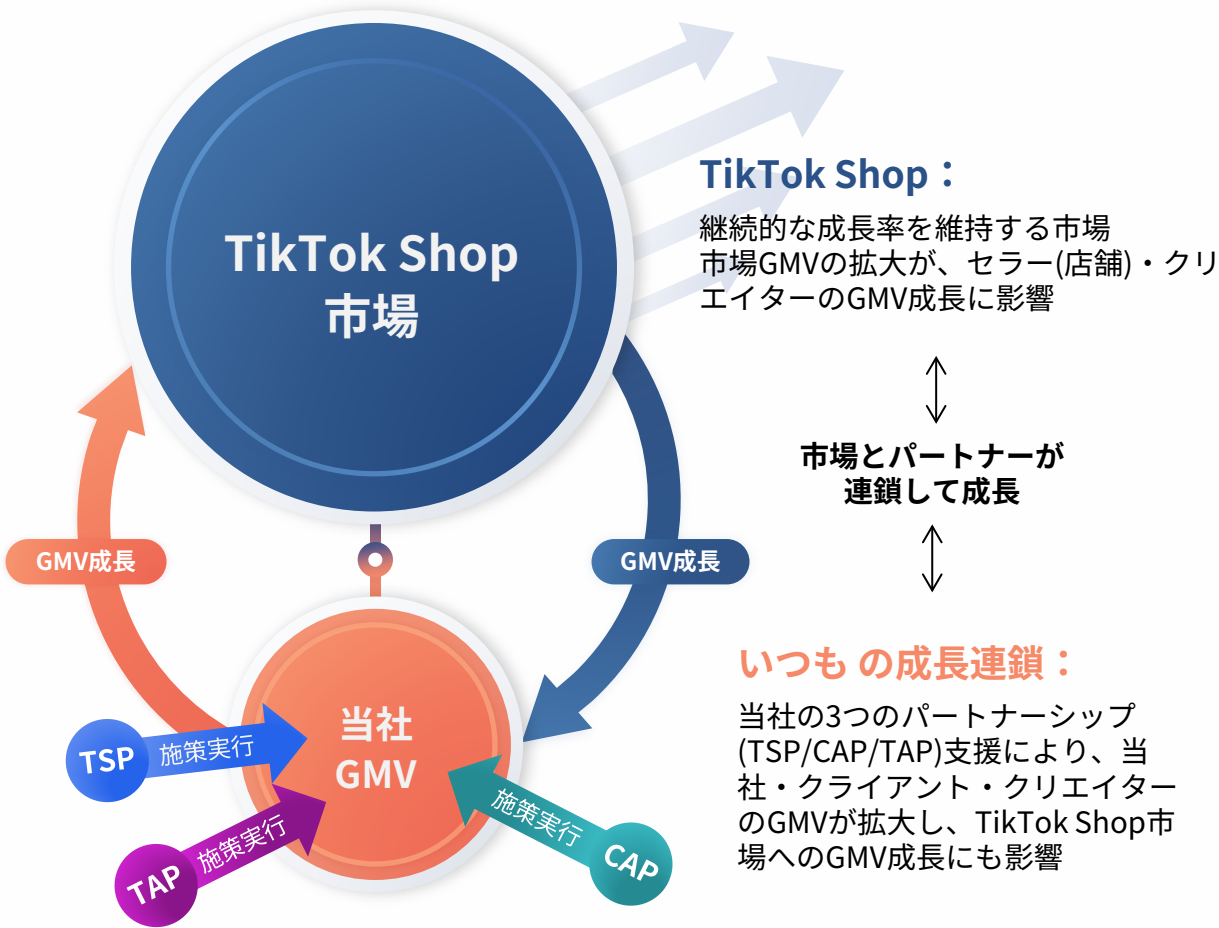 TikTok Shop
市場
TikTok Shop：
継続的な成長率を維持する市場
市場GMVの拡大が、セラー(店舗)・クリ
エイターのGMV成長に影響
市場とパートナーが
連鎖して成長
GMV成長
GMV成長
いつも の成長連鎖：
当社の3つのパートナーシップ
(TSP/CAP/TAP)支援により、当
社・クライアント・クリエイター
のGMVが拡大し、TikTok Shop市
場へのGMV成長にも影響
当社
GMV
TSP
施策実行
TAP
施策実行
施策実行
CAP